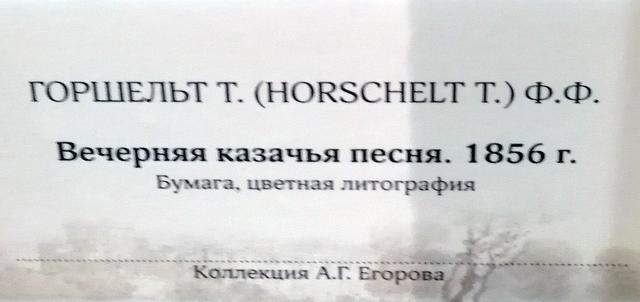 ГОРШЕЛЬТ Т. (HORSCHELT T.) Ф.Ф.
Вечерняя казачья песня. 1856 г.
Бумага, цветная литография
Коллекция А.Г. Егорова